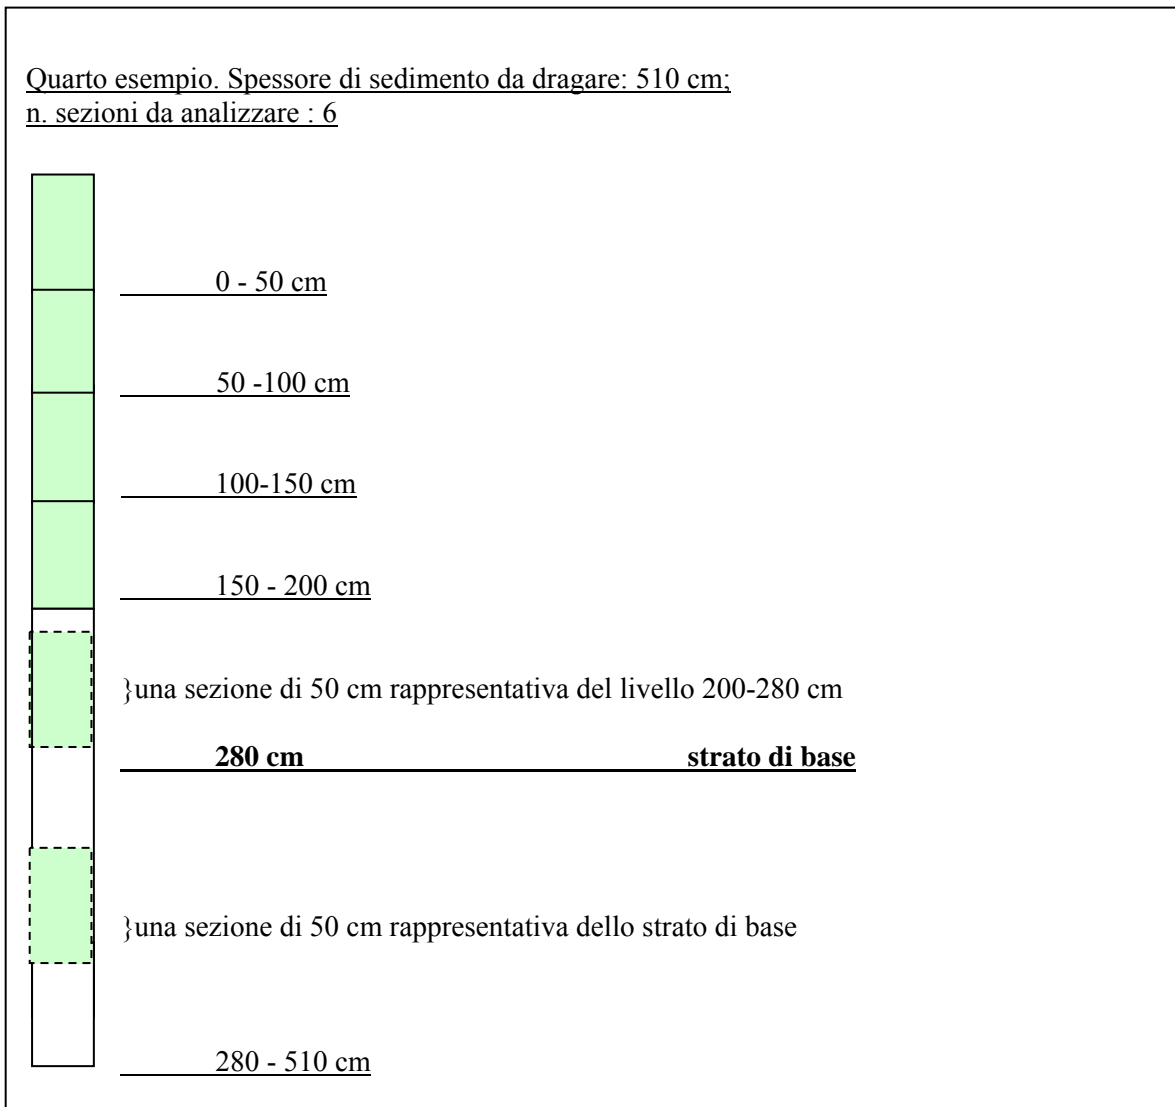 Quarto esempio. Spessore di sedimento da dragare: 510 cm;
n. sezioni da analizzare : 6
0 - 50 cm
50 -100 cm
100-150 cm
150 - 200 cm
}una sezione di 50 cm rappresentativa del livello 200-280 cm
280 cm strato di base
}una sezione di 50 cm rappresentativa dello strato di base
280 - 510 cm